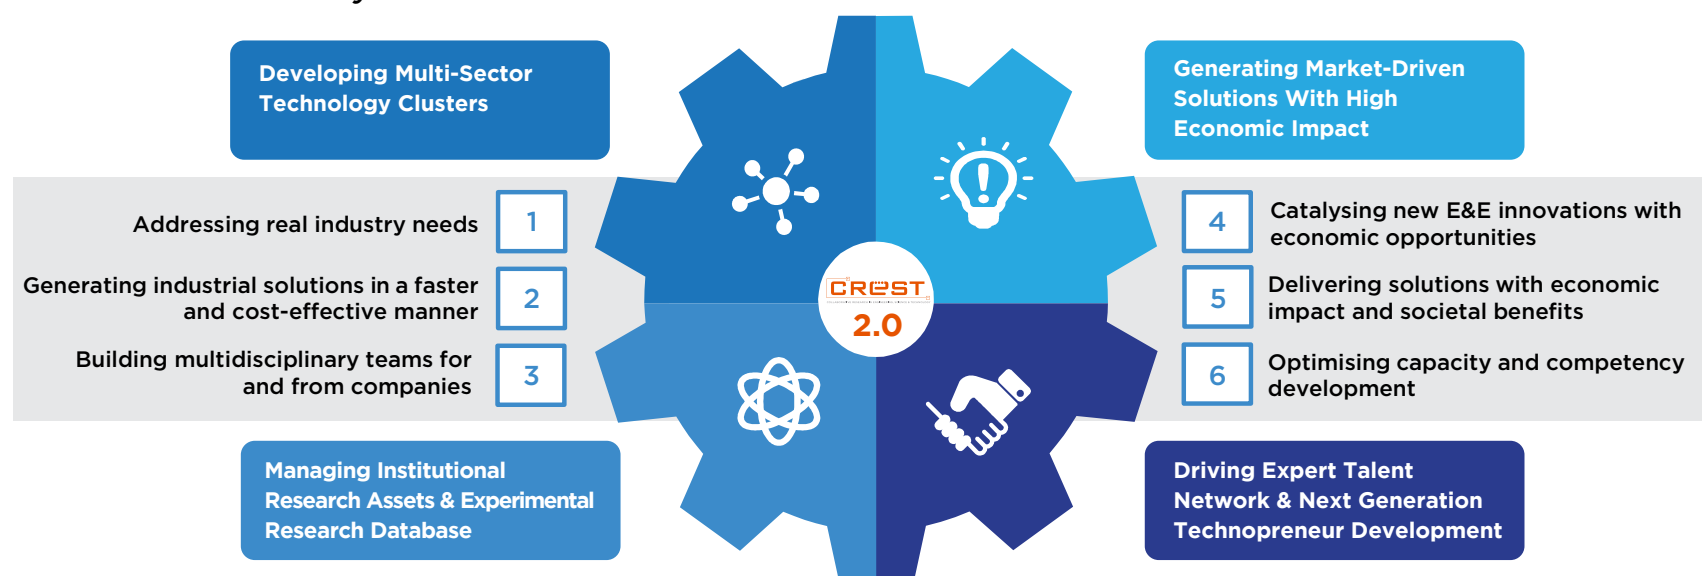 Developing Multi-Sector
Technology Clusters
Generating Market-Driven
Solutions With High
Economic Impact
Addressing real industry needs
1
Generating industrial solutions in a faster
and cost-effective manner
2
Building multidisciplinary teams for
and from companies
3
CREST
2.0
4
Catalysing new E&E innovations with
economic opportunities
5
Delivering solutions with economic
impact and societal benefits
6
Optimising capacity and competency
development
Managing Institutional
Research Assets & Experimental
Research Database
Driving Expert Talent
Network & Next Generation
Technopreneur Development